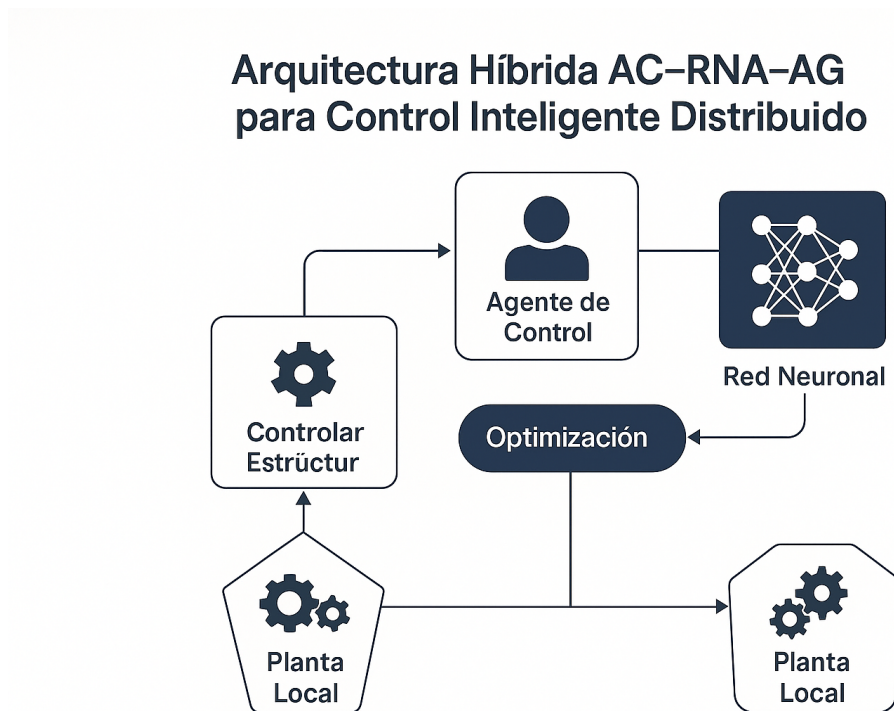 Arquitectura Híbrida AC–RNA–AG
para Control Inteligente Distribuido
Agente de
Control
Red Neuronal
Controlar
Estrűctur
Optimización
Planta
Local
Planta
Local